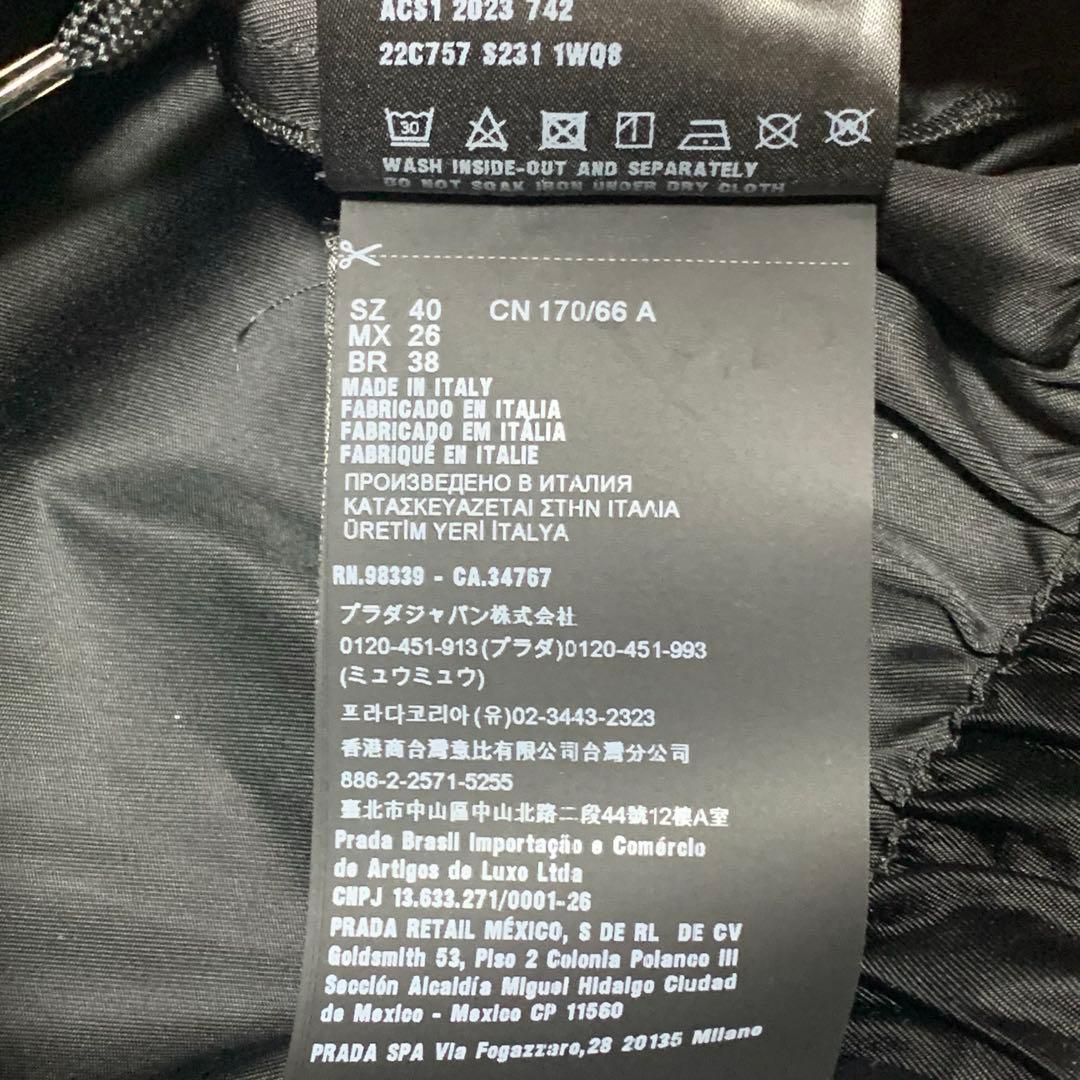 ACS1 2023 742
22C757 S231 1WQ8
30
WASH INSIDE-OUT AND SEPARATELY
DO NOT SOAK IRON UNDER DRY CLOTH
SZ 40 CN 170/66 A
MX 26
BR 38
MADE IN ITALY
FABRICADO EN ITALIA
FABRICADO EM ITÁLIA
FABRIQUÉ EN ITALIE
ПРОИЗВЕДЕНО В ИТАЛИЯ
ΚΑΤΑΣΚΕΥΑΖΕΤΑΙ ΣΤΗΝ ΙΤΑΛΙΑ
ÜRETİM YERİ İTALYA
RN.98339 - CA.34767
プラダジャパン株式会社
0120-451-913(プラダ)0120-451-993
(ミュウミュウ)
프라다코리아(유)02-3443-2323
香港商台灣意比有限公司台灣分公司
886-2-2571-5255
臺北市中山區中山北路二段44號12樓A室
Prada Brasil Importação e Comércio
de Artigos de Luxo Ltda
CNPJ 13.633.271/0001-26
PRADA RETAIL MÉXICO, S DE RL DE CV
Goldsmith 53, Piso 2 Colonia Polanco III
Sección Alcaldía Miguel Hidalgo Ciudad
de Mexico - Mexico CP 11560
PRADA SPA Via Fogazzaro,28 20135 Milano